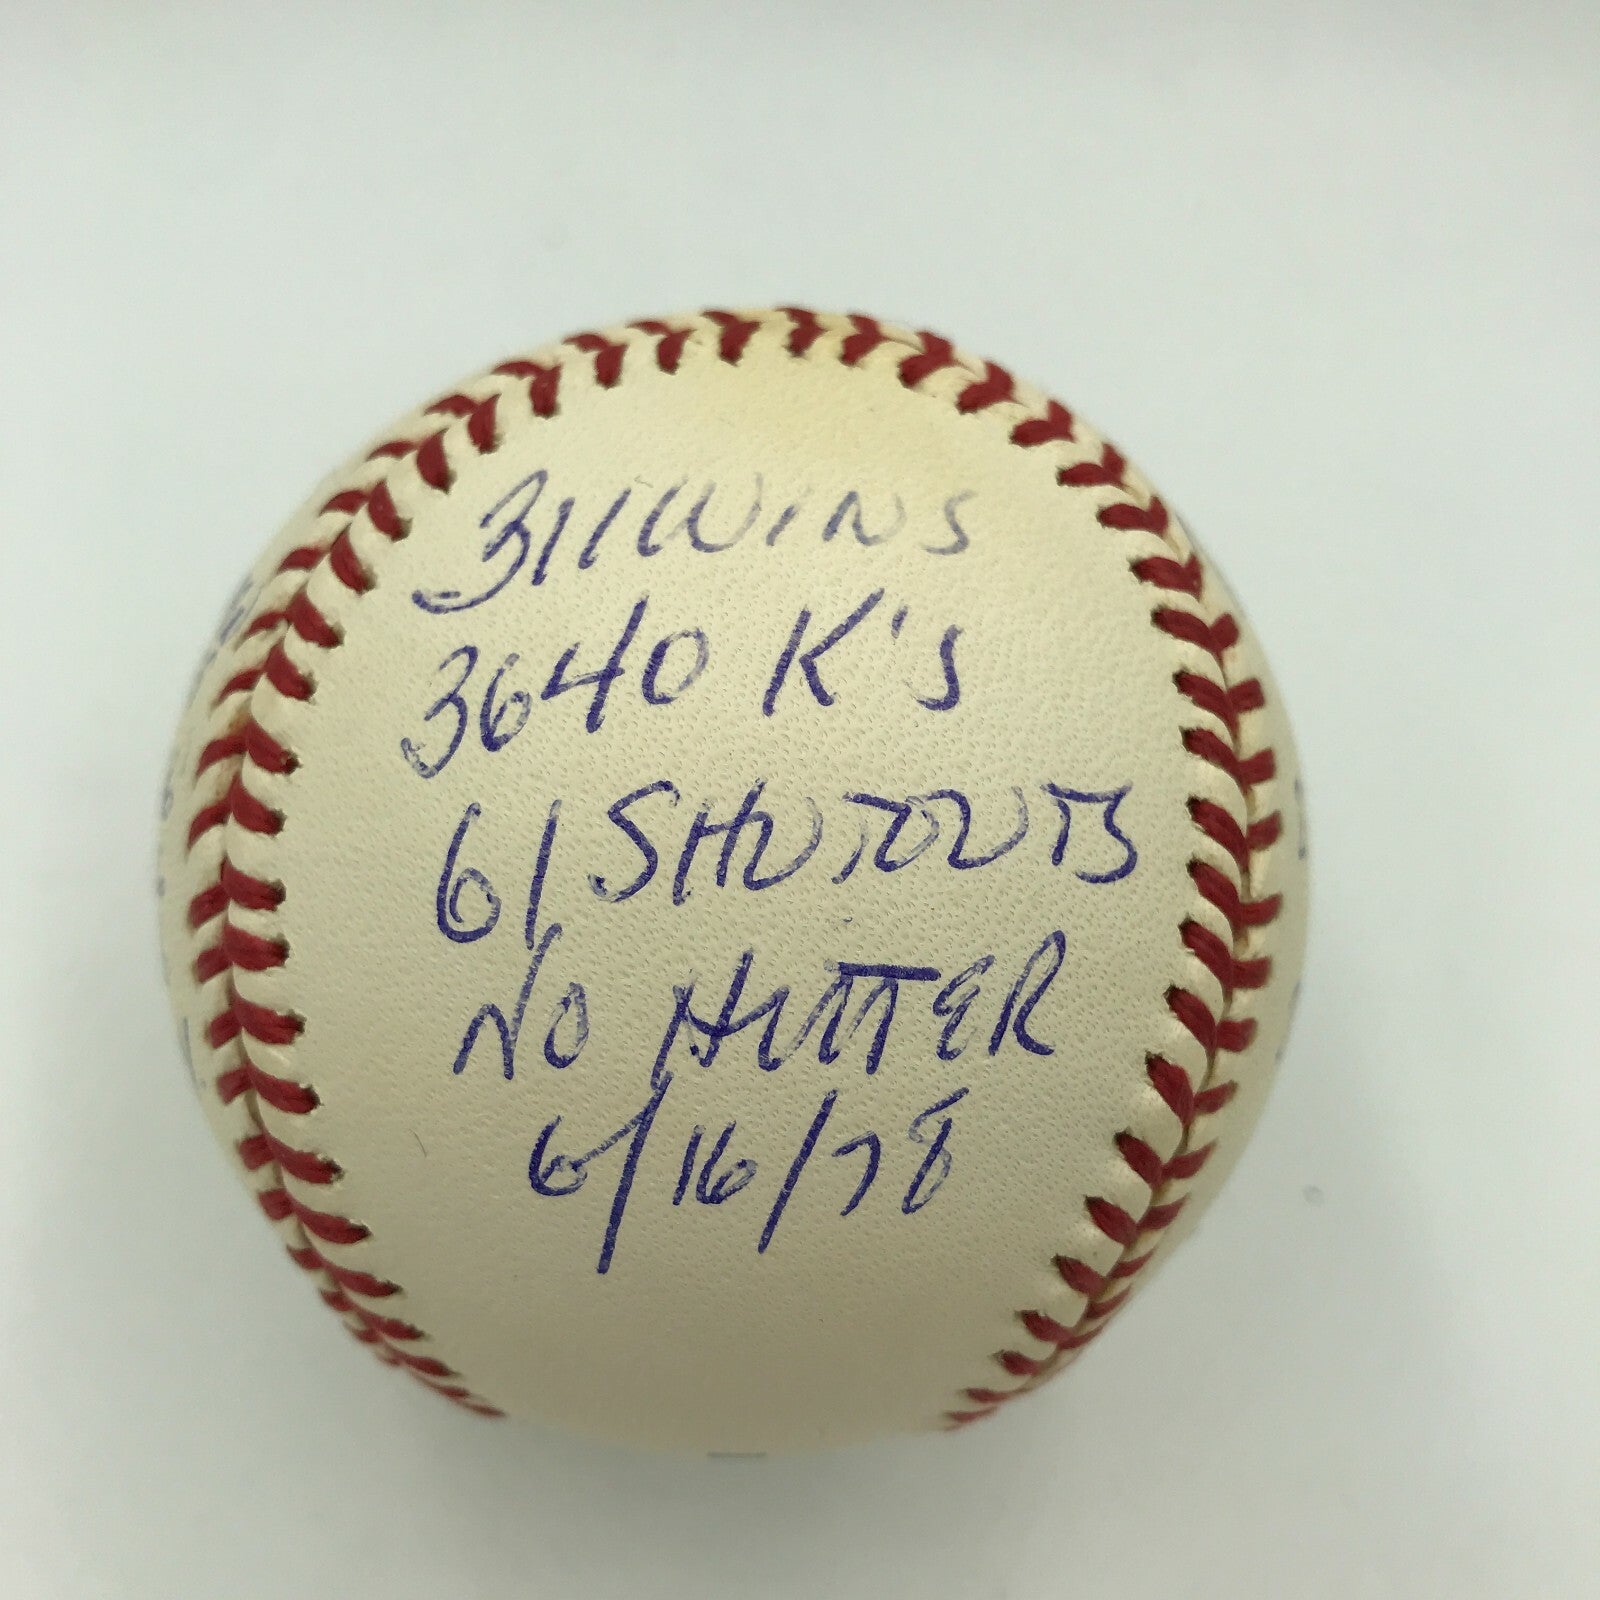 311 WINS
3640 K's
61 SHUTOUTS
NO HITTER
6/16/78